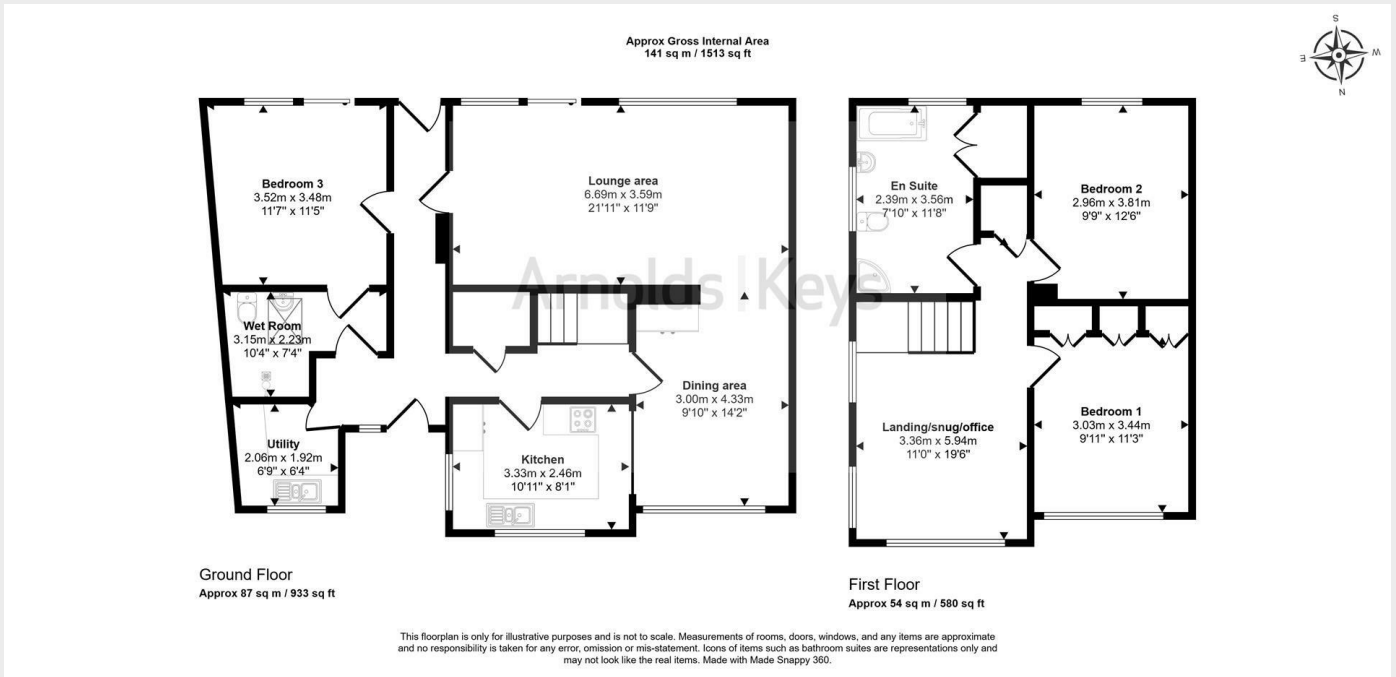 Approx Gross Internal Area
141 sq m / 1513 sq ft
S
E
W
N
Bedroom 3
3.52m x 3.48m
11'7" x 11'5"
Lounge area
6.69m x 3.59m
21'11" x 11'9"
En Suite
2.39m x 3.56m
7'10" x 11'8"
Bedroom 2
2.96m x 3.81m
9'9" x 12'6"
Arnolds | Keys
Wet Room
3.15m x 2.23m
10'4" x 7'4"
Dining area
3.00m x 4.33m
9'10" x 14'2"
Utility
2.06m x 1.92m
6'9" x 6'4"
Kitchen
3.33m x 2.46m
10'11" x 8'1"
Landing/snug/office
3.36m x 5.94m
11'0" x 19'6"
Bedroom 1
3.03m x 3.44m
9'11" x 11'3"
Ground Floor
Approx 87 sq m / 933 sq ft
First Floor
Approx 54 sq m / 580 sq ft
This floorplan is only for illustrative purposes and is not to scale. Measurements of rooms, doors, windows, and any items are approximate
and no responsibility is taken for any error, omission or mis-statement. Icons of items such as bathroom suites are representations only and
may not look like the real items. Made with Made Snappy 360.